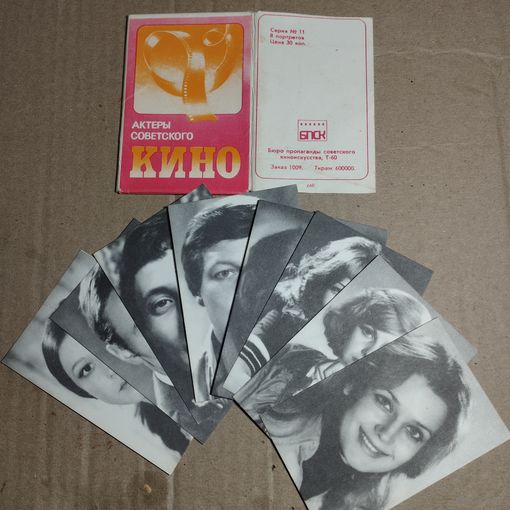 АКТЕРЫ
СОВЕТСКОГО
КИНО
Серия № 11
8 портретов
Цена 30 коп.
БПСК
Бюро пропаганды советского
киноискусства, Т-60
Заказ 1009. Тираж 600000.